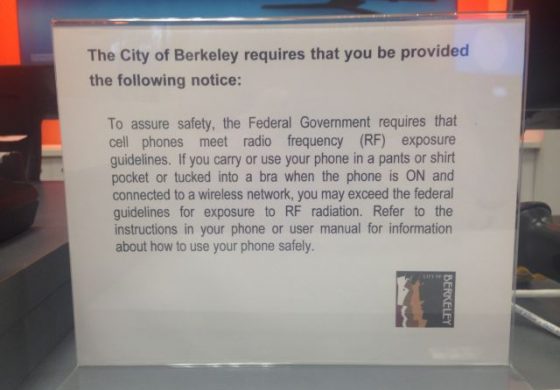 The City of Berkeley requires that you be provided
the following notice:
To assure safety, the Federal Government requires that
cell phones meet radio frequency (RF) exposure
guidelines. If you carry or use your phone in a pants or shirt
pocket or tucked into a bra when the phone is ON and
connected to a wireless network, you may exceed the federal
guidelines for exposure to RF radiation. Refer to the
instructions in your phone or user manual for information
about how to use your phone safely.
CITY OF
BERKELEY